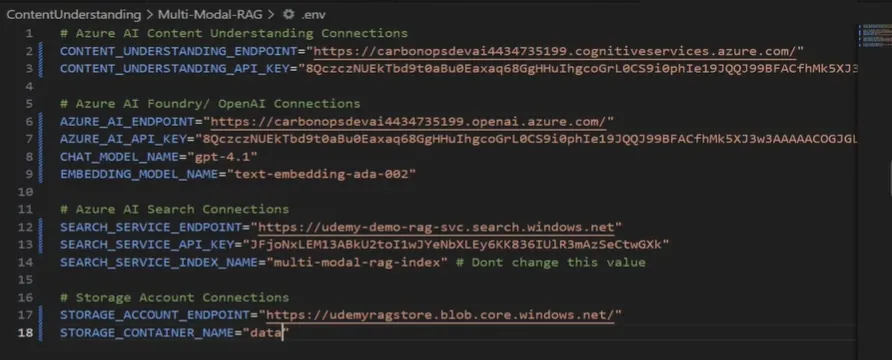 ContentUnderstanding > Multi-Modal-RAG > .env
1 # Azure AI Content Understanding Connections
2 CONTENT_UNDERSTANDING_ENDPOINT="https://carbonopsdevai4434735199.cognitiveservices.azure.com/"
3 CONTENT_UNDERSTANDING_API_KEY="
4
5 # Azure AI Foundry/ OpenAI Connections
6 AZURE_AI_ENDPOINT="https://carbonopsdevai4434735199.openai.azure.com/"
7 AZURE_AI_API_KEY="
8 CHAT_MODEL_NAME="gpt-4.1"
9 EMBEDDING_MODEL_NAME="text-embedding-ada-002"
10
11 # Azure AI Search Connections
12 SEARCH_SERVICE_ENDPOINT="https://udemy-demo-rag-svc.search.windows.net"
13 SEARCH_SERVICE_API_KEY="
14 SEARCH_SERVICE_INDEX_NAME="multi-modal-rag-index" # Dont change this value
15
16 # Storage Account Connections
17 STORAGE_ACCOUNT_ENDPOINT="https://udemyragstore.blob.core.windows.net/"
18 STORAGE_CONTAINER_NAME="data"